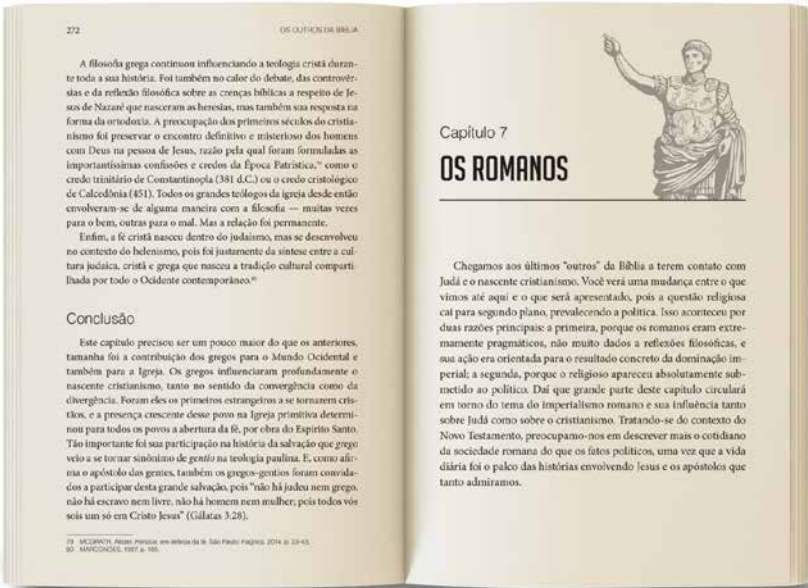 272
OS OUTROS DA BÍBLIA
A filosofia grega continuou influenciando a teologia cristã duran-
te toda a sua história. Foi também no calor do debate, das controvér-
sias e da reflexão filosófica sobre as crenças bíblicas a respeito de Je-
sus de Nazaré que nasceram as heresias, mas também sua resposta na
forma da ortodoxia. A preocupação dos primeiros séculos do cristia-
nismo foi preservar o encontro definitivo e misterioso dos homens
com Deus na pessoa de Jesus, razão pela qual foram formuladas as
importantíssimas confissões e credos da Época Patrística,⁷⁹ como o
credo trinitário de Constantinopla (381 d.C.) ou o credo cristológico
de Calcedônia (451). Todos os grandes teólogos da igreja desde então
envolveram-se de alguma maneira com a filosofia — muitas vezes
para o bem, outras para o mal. Mas a relação foi permanente.
Enfim, a fé cristã nasceu dentro do judaísmo, mas se desenvolveu
no contexto do helenismo, pois foi justamente da síntese entre a cul-
tura judaica, cristã e grega que nasceu a tradição cultural comparti-
lhada por todo o Ocidente contemporâneo.⁸⁰
Conclusão
Este capítulo precisou ser um pouco maior do que os anteriores,
tamanha foi a contribuição dos gregos para o Mundo Ocidental e
também para a Igreja. Os gregos influenciaram profundamente o
nascente cristianismo, tanto no sentido da convergência como da
divergência. Foram eles os primeiros estrangeiros a se tornarem cris-
tãos, e a presença crescente desse povo na Igreja primitiva determi-
nou para todos os povos a abertura da fé, por obra do Espírito Santo.
Tão importante foi sua participação na história da salvação que grego
veio a se tornar sinônimo de gentio na teologia paulina. E, como afir-
ma o apóstolo das gentes, também os gregos-gentios foram convida-
dos a participar desta grande salvação, pois "não há judeu nem grego,
não há escravo nem livre, não há homem nem mulher; pois todos vós
sois um só em Cristo Jesus" (Gálatas 3:28).
79 MCGRATH, em defesa da fé. São Paulo: 2014. p. 23-43.
80 MARCONDES, 1997, p.
Capítulo 7
OS ROMANOS
Chegamos aos últimos "outros" da Bíblia a terem contato com
Judá e o nascente cristianismo. Você verá uma mudança entre o que
vimos até aqui e o que será apresentado, pois a questão religiosa
cai para segundo plano, prevalecendo a política. Isso aconteceu por
duas razões principais: a primeira, porque os romanos eram extre-
mamente pragmáticos, não muito dados a reflexões filosóficas, e
sua ação era orientada para o resultado concreto da dominação im-
perial; a segunda, porque o religioso apareceu absolutamente sub-
metido ao político. Daí que grande parte deste capítulo circulará
em torno do tema do imperialismo romano e sua influência tanto
sobre Judá como sobre o cristianismo. Tratando-se do contexto do
Novo Testamento, preocupamo-nos em descrever mais o cotidiano
da sociedade romana do que os fatos políticos, uma vez que a vida
diária foi o palco das histórias envolvendo Jesus e os apóstolos que
tanto admiramos.